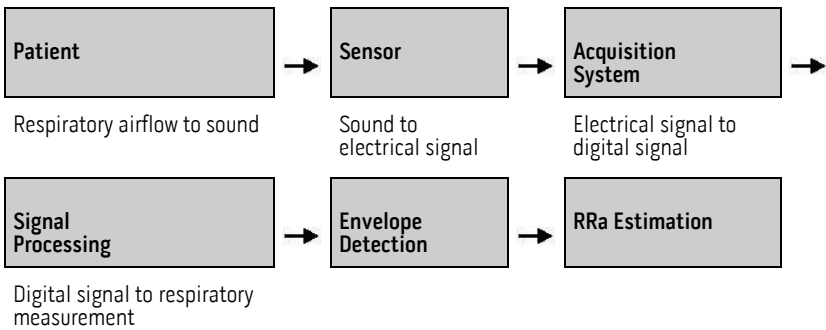 Patient
Respiratory airflow to sound
Sensor
Sound to
electrical signal
Acquisition
System
Electrical signal to
digital signal
Signal
Processing
Digital signal to respiratory
measurement
Envelope
Detection
RRa Estimation